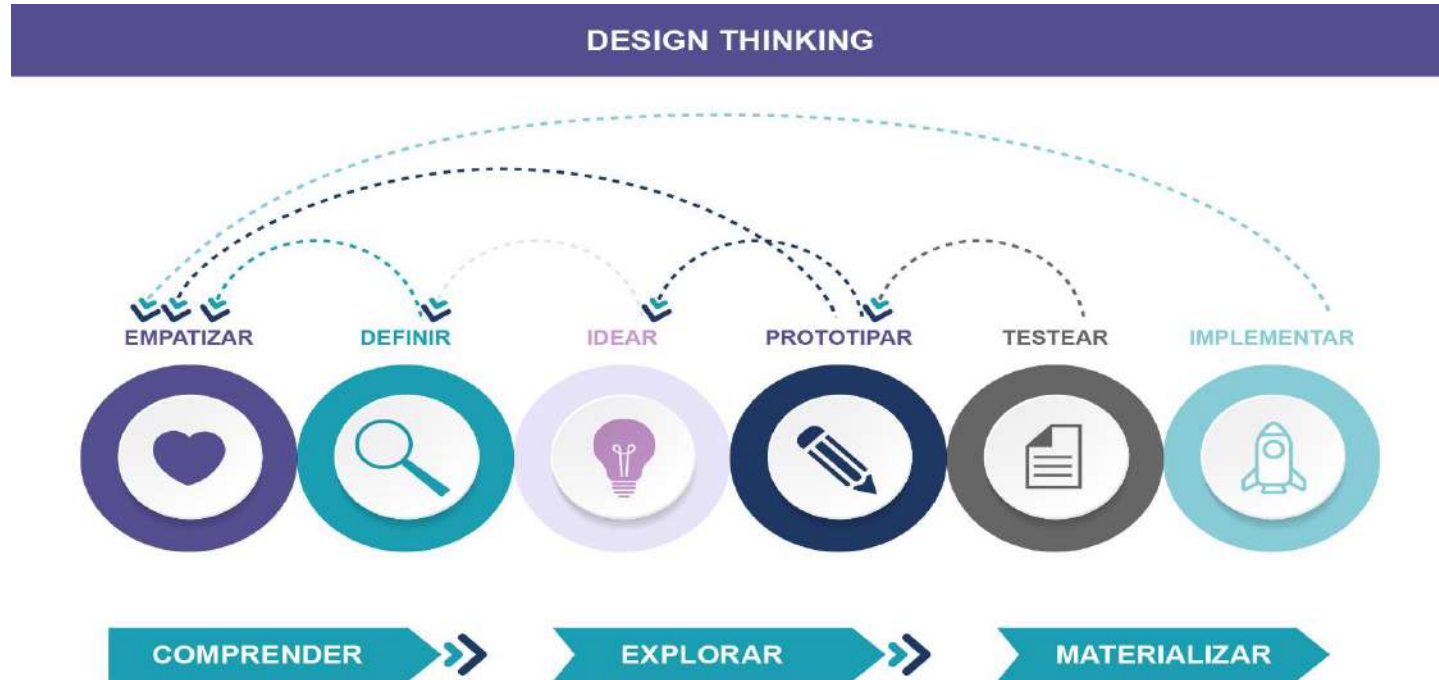 DESIGN THINKING
EMPATIZAR
DEFINIR
IDEAR
PROTOTIPAR
TESTEAR
IMPLEMENTAR
COMPRENDER
EXPLORAR
MATERIALIZAR